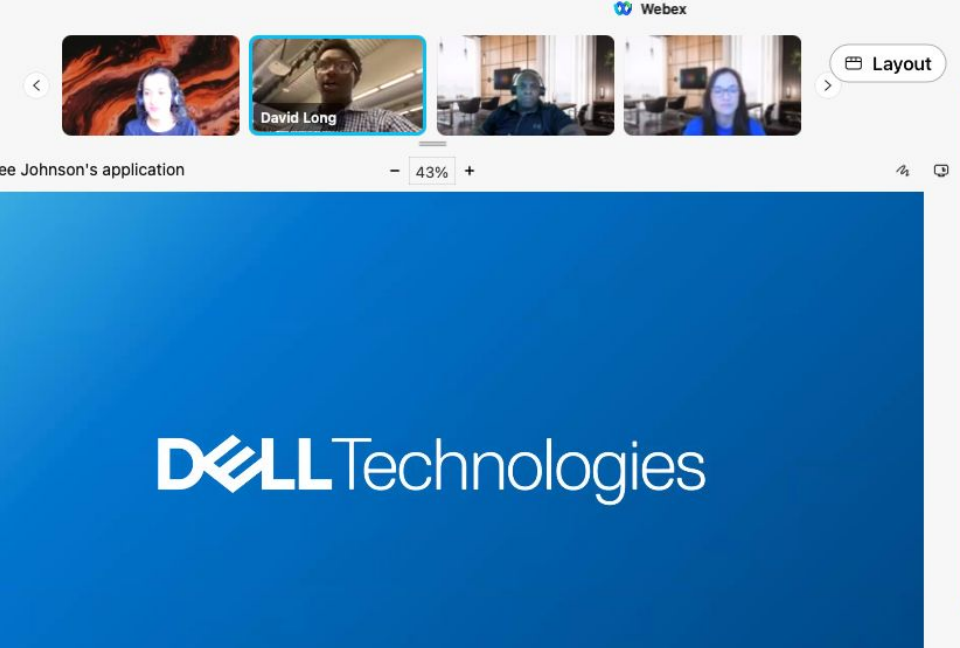 Webex
Layout
David Long
ee Johnson's application
− 43% +
DELLTechnologies